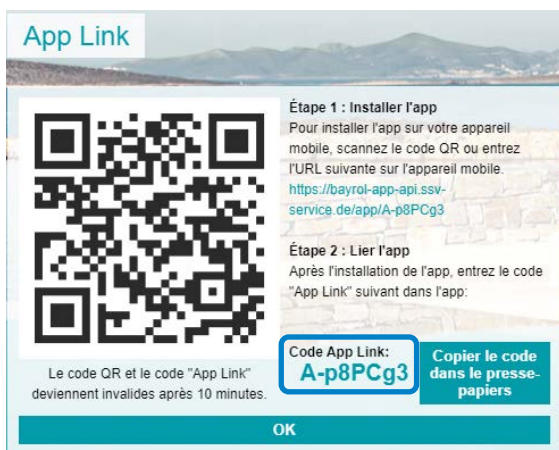 App Link
Étape 1 : Installer l'app
Pour installer l'app sur votre appareil
mobile, scannez le code QR ou entrez
l'URL suivante sur l'appareil mobile.
https://bayrol-app-api.ssv-
service.de/app/A-p8PCg3
Étape 2 : Lier l'app
Après l'installation de l'app, entrez le code
"App Link" suivant dans l'app:
Le code QR et le code "App Link"
deviennent invalides après 10 minutes.
Code App Link:
A-p8PCg3
Copier le code
dans le presse-
papiers
OK